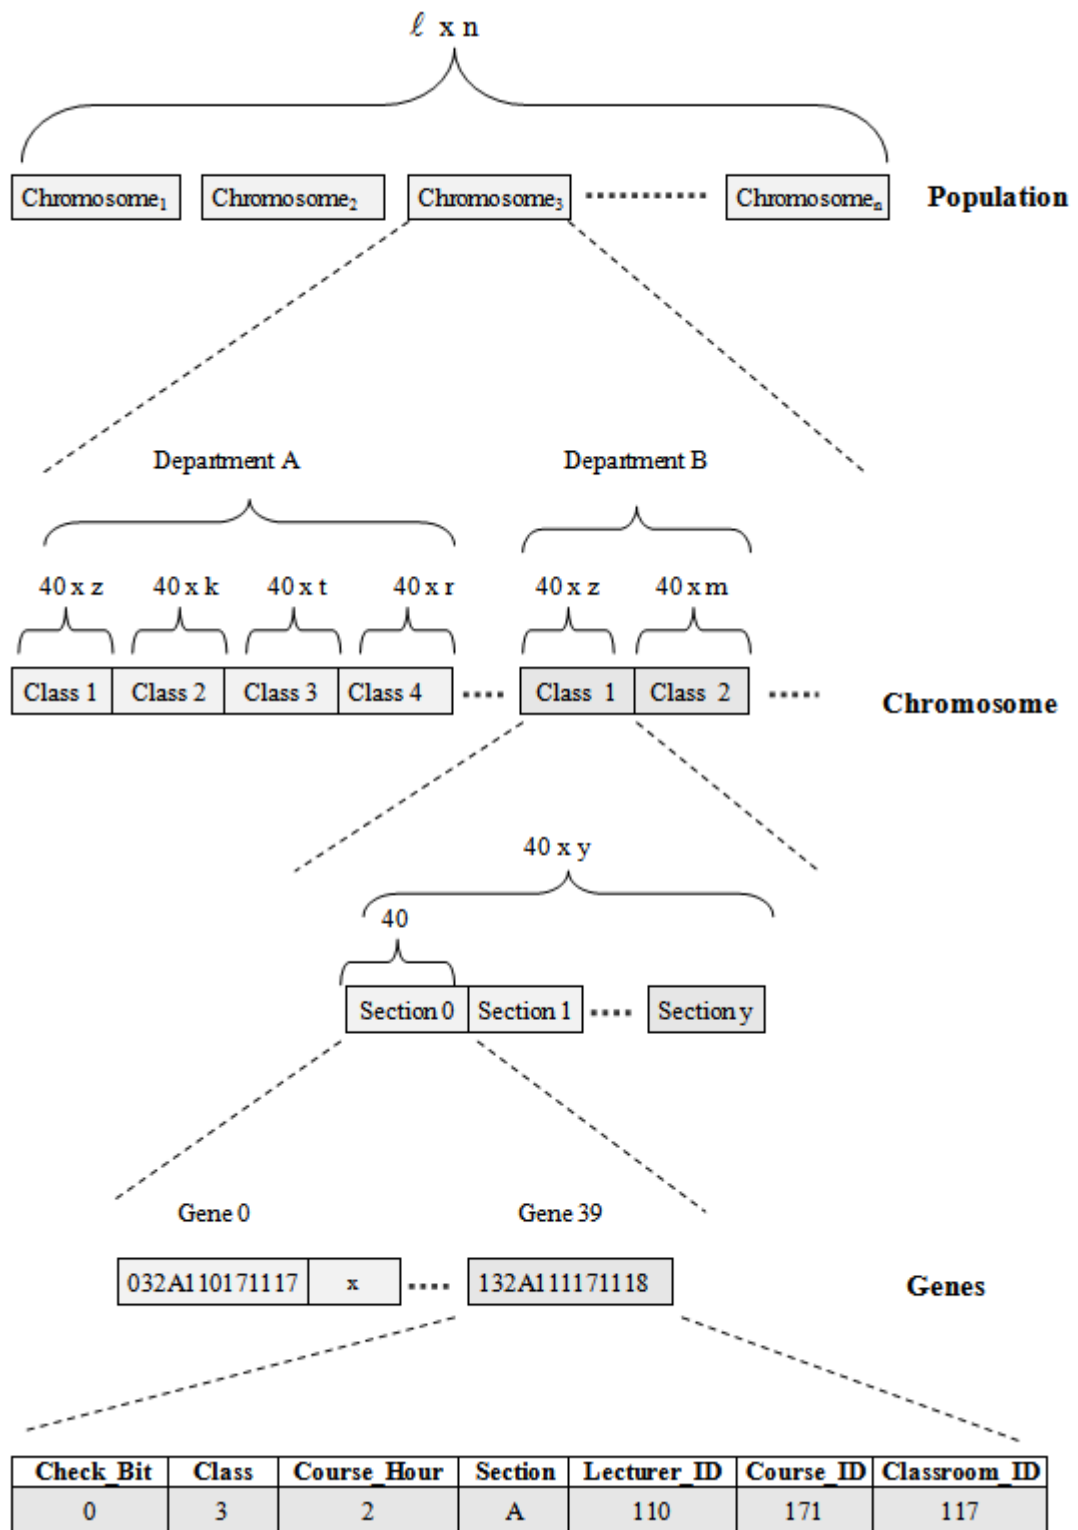 ℓ x n
Chromosome1 Chromosome2 Chromosome3 Chromosomen Population
Department A Department B
40 x z 40 x k 40 x t 40 x r 40 x z 40 x m
Class 1 Class 2 Class 3 Class 4 Class 1 Class 2
Chromosome
40 x y
40
Section 0 Section 1 Section y
Gene 0 Gene 39
032A110171117 x 132A111171118 Genes
Check_Bit Class Course_Hour Section Lecturer_ID Course_ID Classroom_ID
0 3 2 A 110 171 117